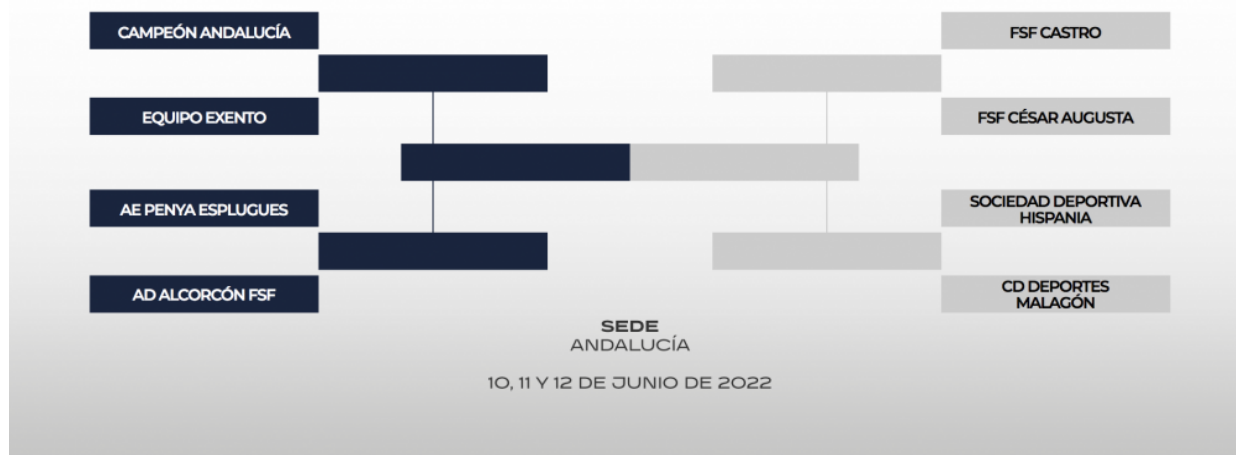 CAMPEÓN ANDALUCÍA
EQUIPO EXENTO
AE PENYA ESPLUGUES
AD ALCORCÓN FSF
FSF CASTRO
FSF CÉSAR AUGUSTA
SOCIEDAD DEPORTIVA
HISPANIA
CD DEPORTES
MALAGÓN
SEDE
ANDALUCÍA
10, 11 Y 12 DE JUNIO DE 2022